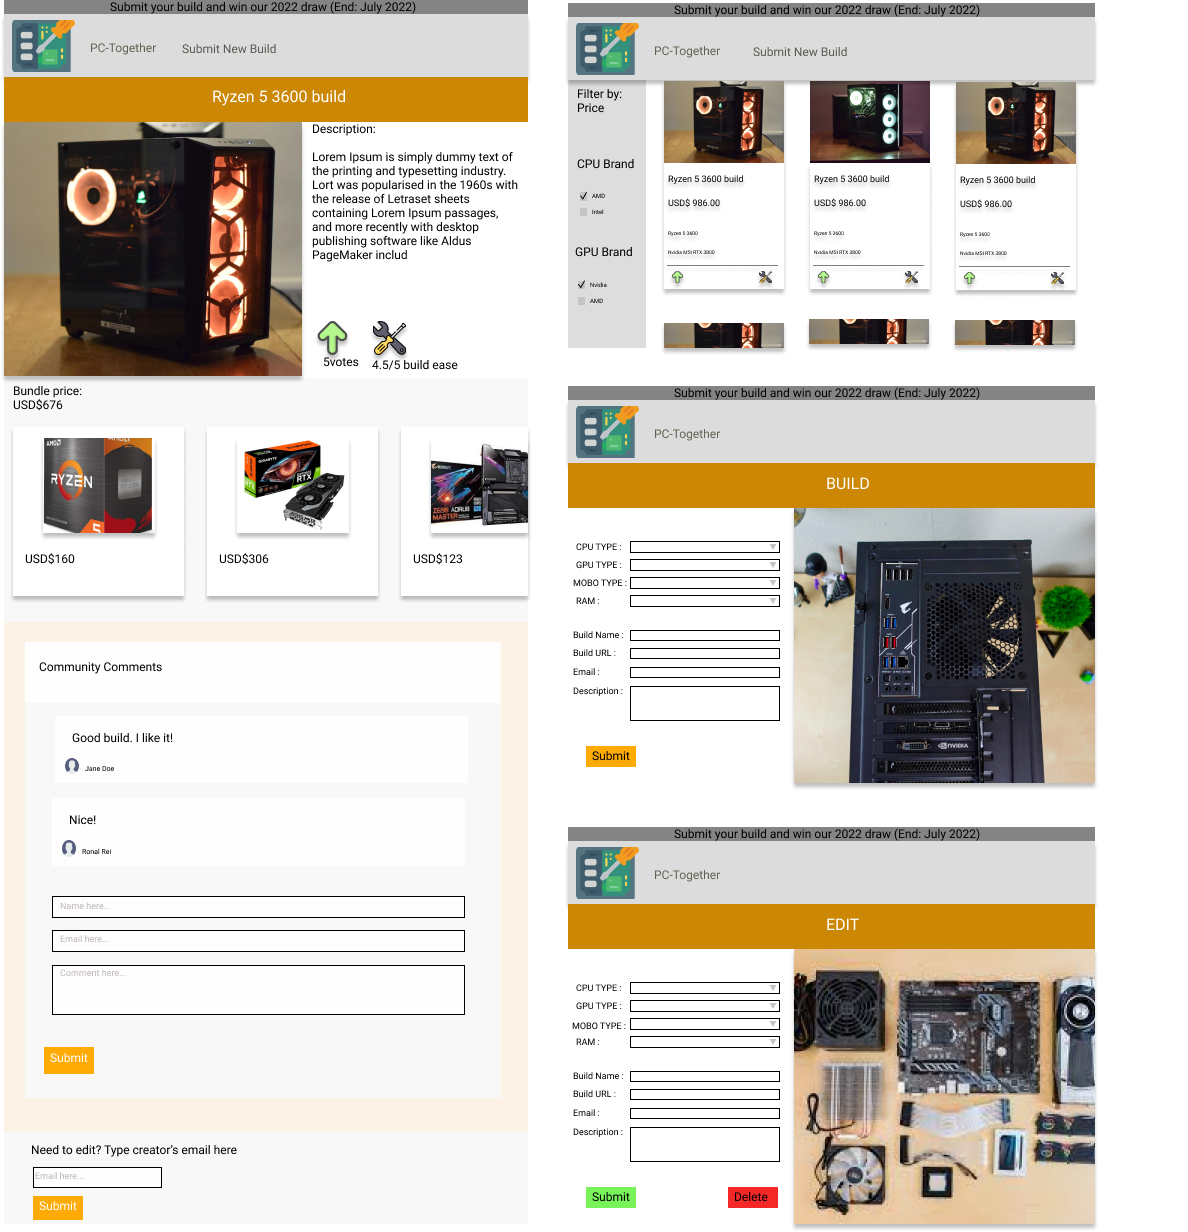 Submit your build and win our 2022 draw (End: July 2022)
PC-Together
Submit New Build
Ryzen 5 3600 build
Description:
Lorem Ipsum is simply dummy text of
the printing and typesetting industry.
Lort was popularised in the 1960s with
the release of Letraset sheets
containing Lorem Ipsum passages,
and more recently with desktop
publishing software like Aldus
PageMaker includ
5votes
4.5/5 build ease
Bundle price:
USD$676
AMD
RYZEN
5
GIGABYTE
RTX
Z690 AORUS
MASTER
USD$160
USD$306
USD$123
Community Comments
Good build. I like it!
Jane Doe
Nice!
Ronal Rei
Name here...
Email here...
Comment here...
Submit
Need to edit? Type creator's email here
Email here...
Submit
Submit your build and win our 2022 draw (End: July 2022)
PC-Together
Submit New Build
Filter by:
Price
CPU Brand
AMD
Intel
GPU Brand
Nvidia
AMD
Ryzen 5 3600 build
USD$ 986.00
Ryzen 5 3600
Nvidia MSI RTX 3800
Ryzen 5 3600 build
USD$ 986.00
Ryzen 5 3600
Nvidia MSI RTX 3800
Ryzen 5 3600 build
USD$ 986.00
Ryzen 5 3600
Nvidia MSI RTX 3800
Submit your build and win our 2022 draw (End: July 2022)
PC-Together
BUILD
CPU TYPE :
GPU TYPE :
MOBO TYPE :
RAM :
Build Name :
Build URL :
Email :
Description :
Submit
NVIDIA
Submit your build and win our 2022 draw (End: July 2022)
PC-Together
EDIT
CPU TYPE :
GPU TYPE :
MOBO TYPE :
RAM :
Build Name :
Build URL :
Email :
Description :
Submit
Delete